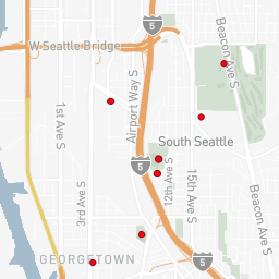 5
W Seattle Bridge
Beacon Ave S
Airport Way S
1st Ave S
South Seattle
5
3rd Ave S
12th Ave S
15th Ave S
Beacon Ave S
GEORGETOWN
5